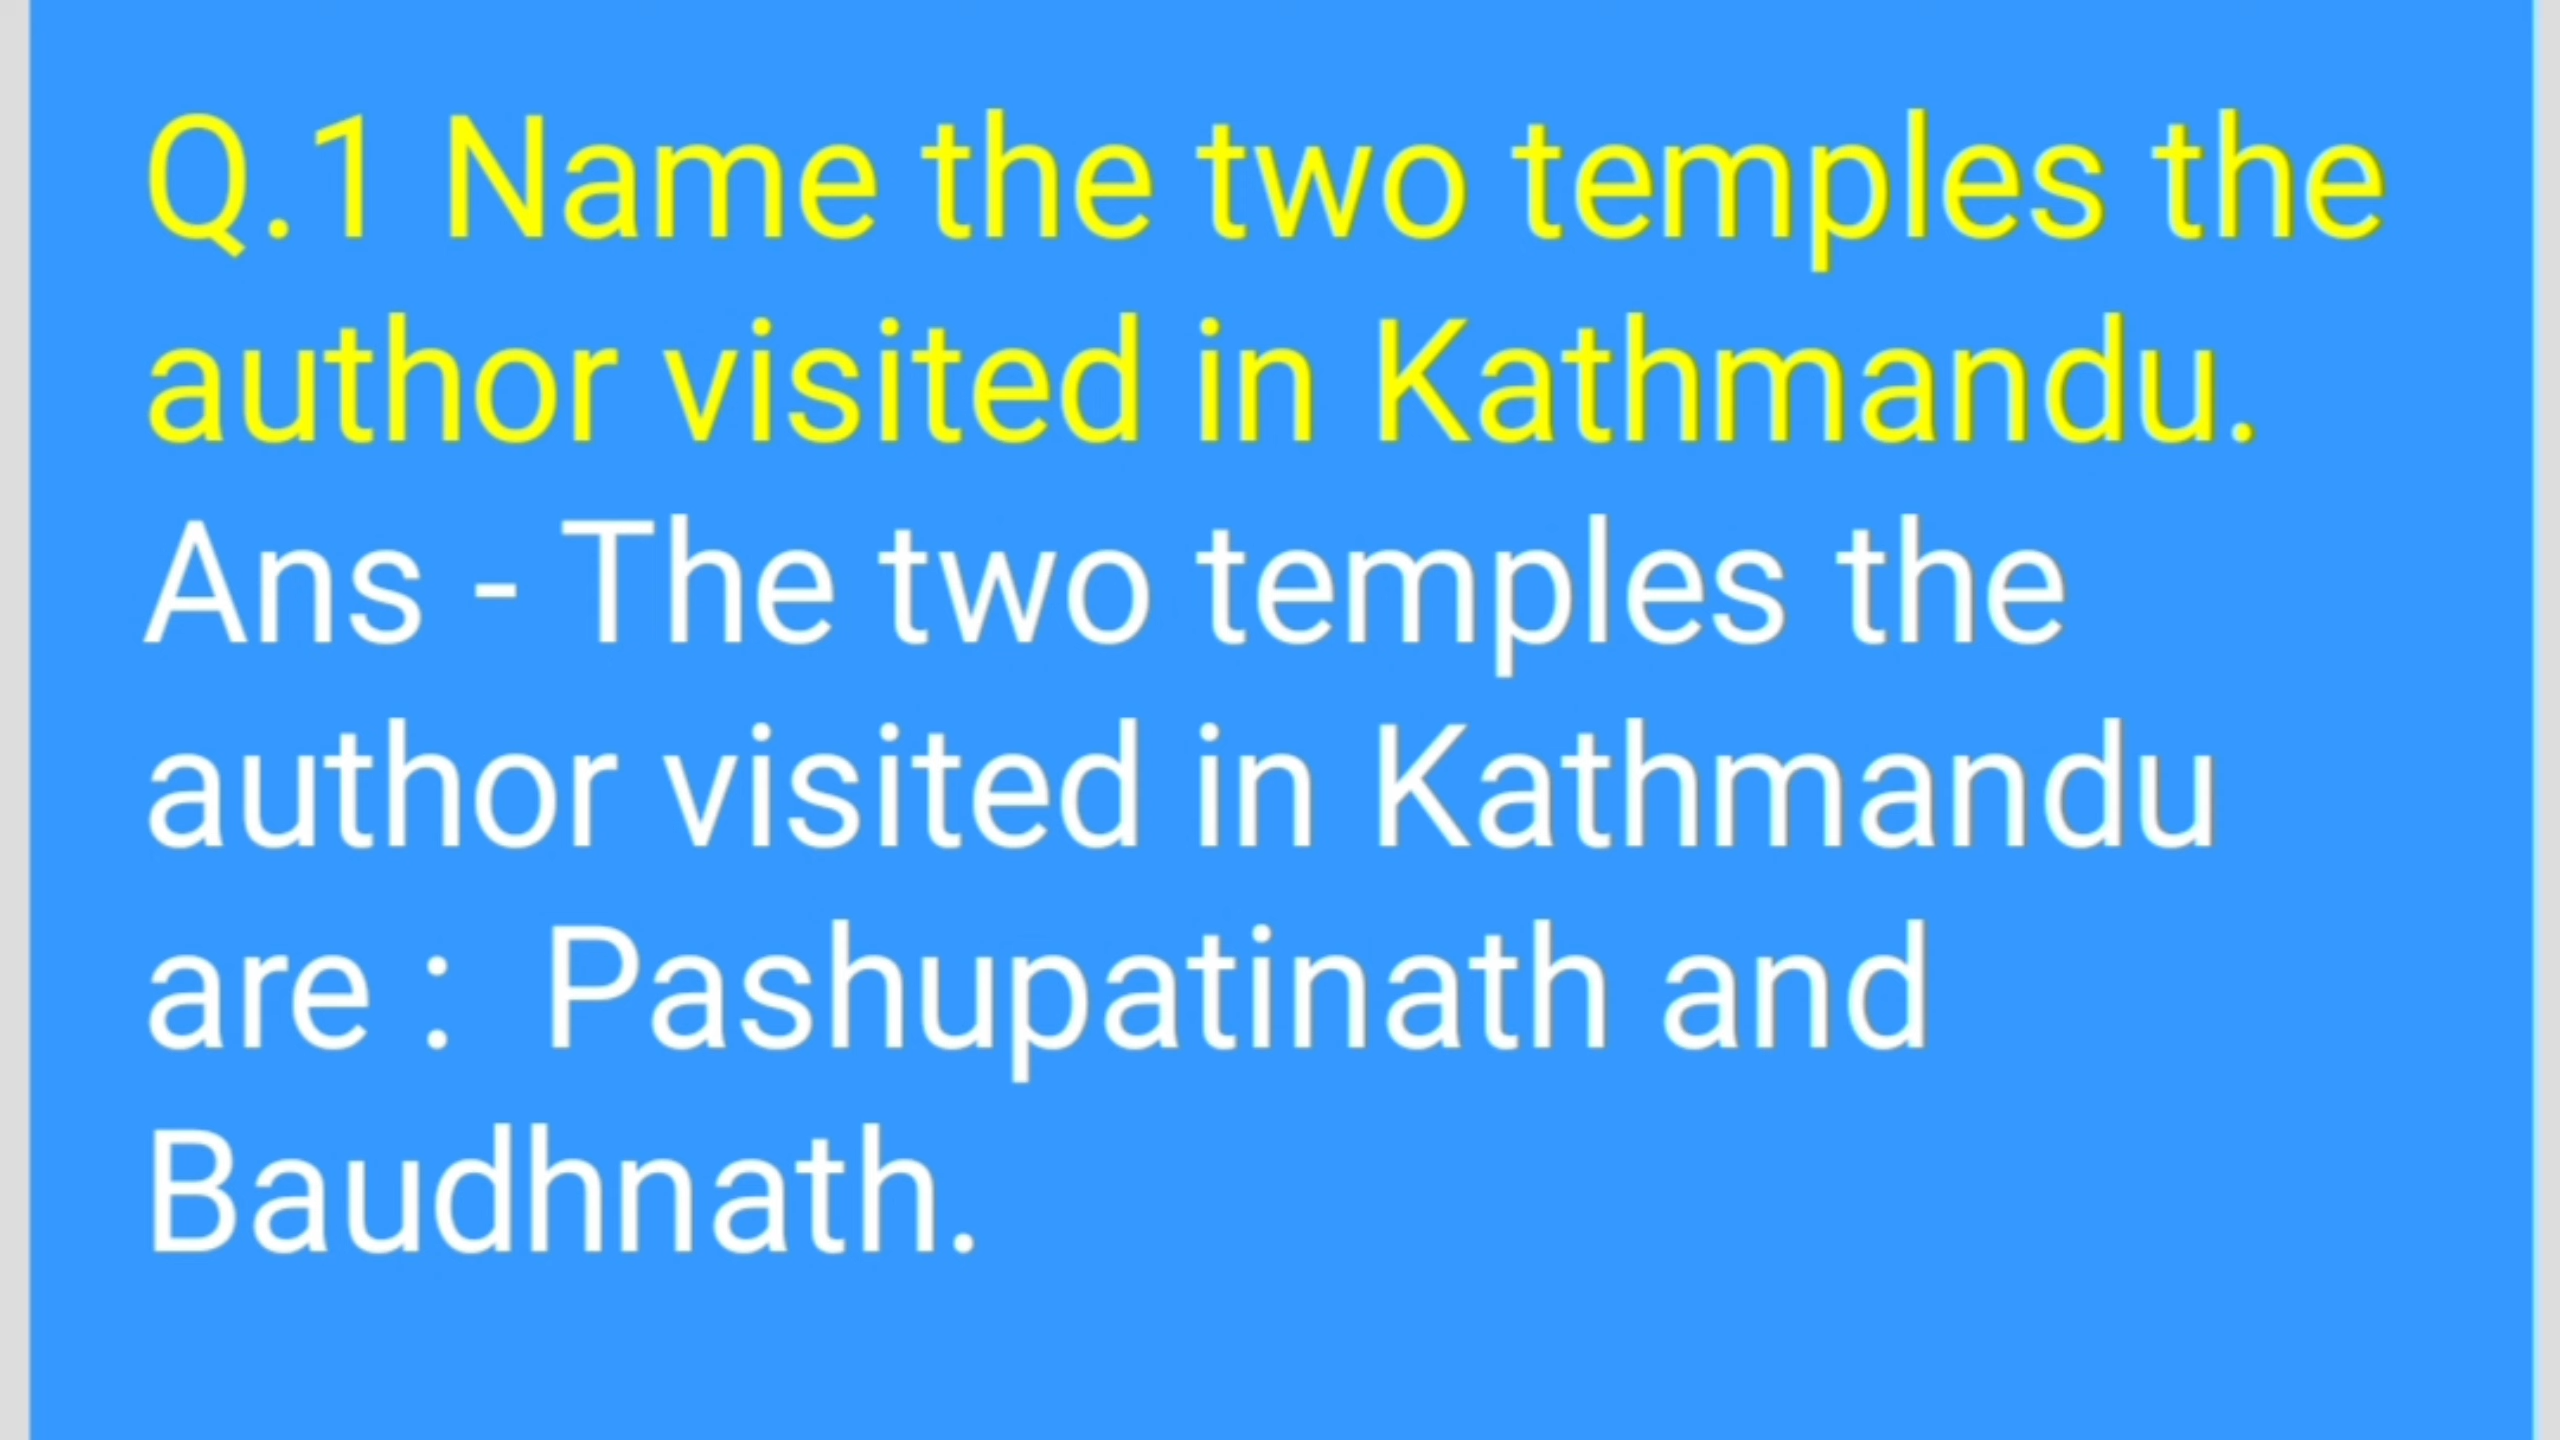 Q.1 Name the two temples the
author visited in Kathmandu.
Ans - The two temples the
author visited in Kathmandu
are :  Pashupatinath and
Baudhnath.